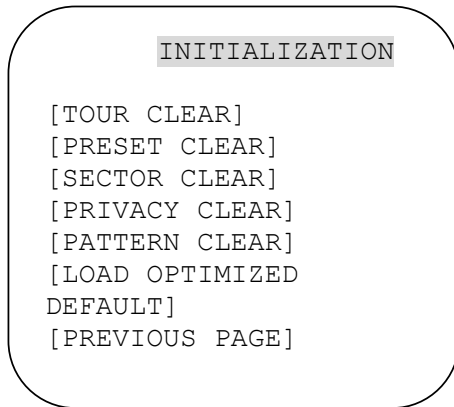 INITIALIZATION
[TOUR CLEAR]
[PRESET CLEAR]
[SECTOR CLEAR]
[PRIVACY CLEAR]
[PATTERN CLEAR]
[LOAD OPTIMIZED
DEFAULT]
[PREVIOUS PAGE]